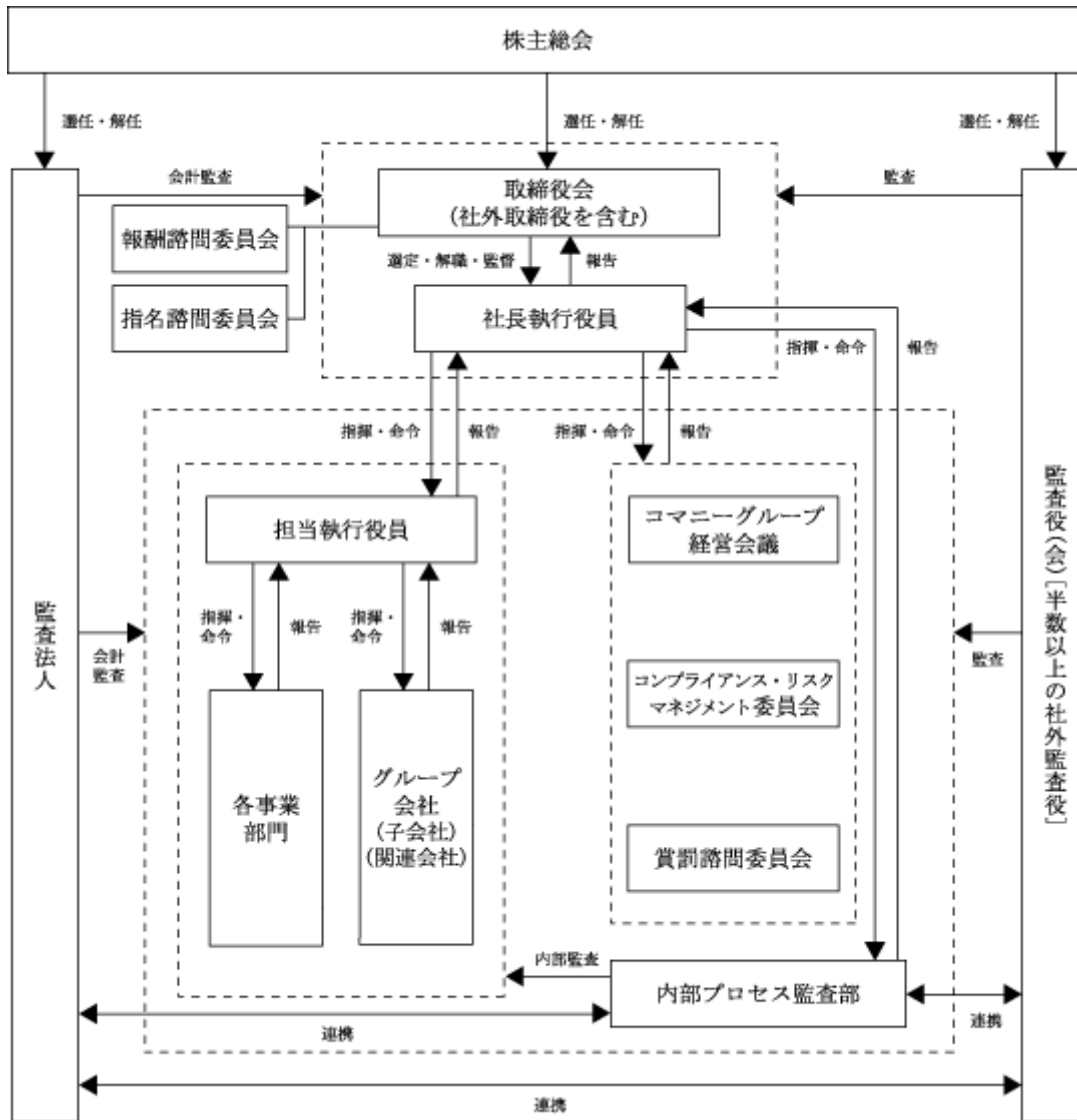 株主総会
選任・解任
選任・解任
選任・解任
会計監査
取締役会
(社外取締役を含む)
監査
報酬諮問委員会
指名諮問委員会
選定・解職・監督
報告
社長執行役員
指揮・命令
報告
指揮・命令
報告
指揮・命令
報告
担当執行役員
コマニーグループ
経営会議
指揮・
命令
報告
指揮・
命令
報告
監査法人
会計
監査
監査
監査役(会)[半数以上の社外監査役]
コンプライアンス・リスク
マネジメント委員会
各事業
部門
グループ
会社
(子会社)
(関連会社)
賞罰諮問委員会
内部監査
内部プロセス監査部
連携
連携
連携